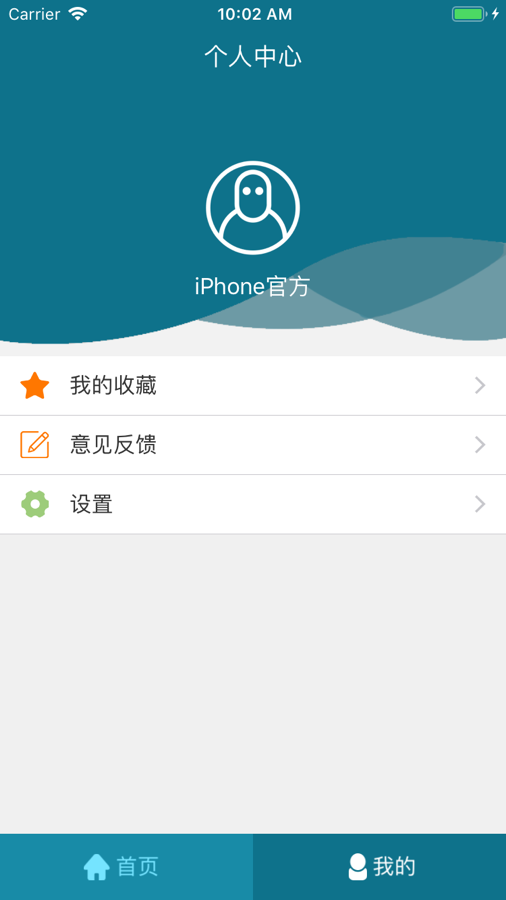 Carrier 10:02 AM
个人中心
iPhone官方
我的收藏
意见反馈
设置
首页 我的